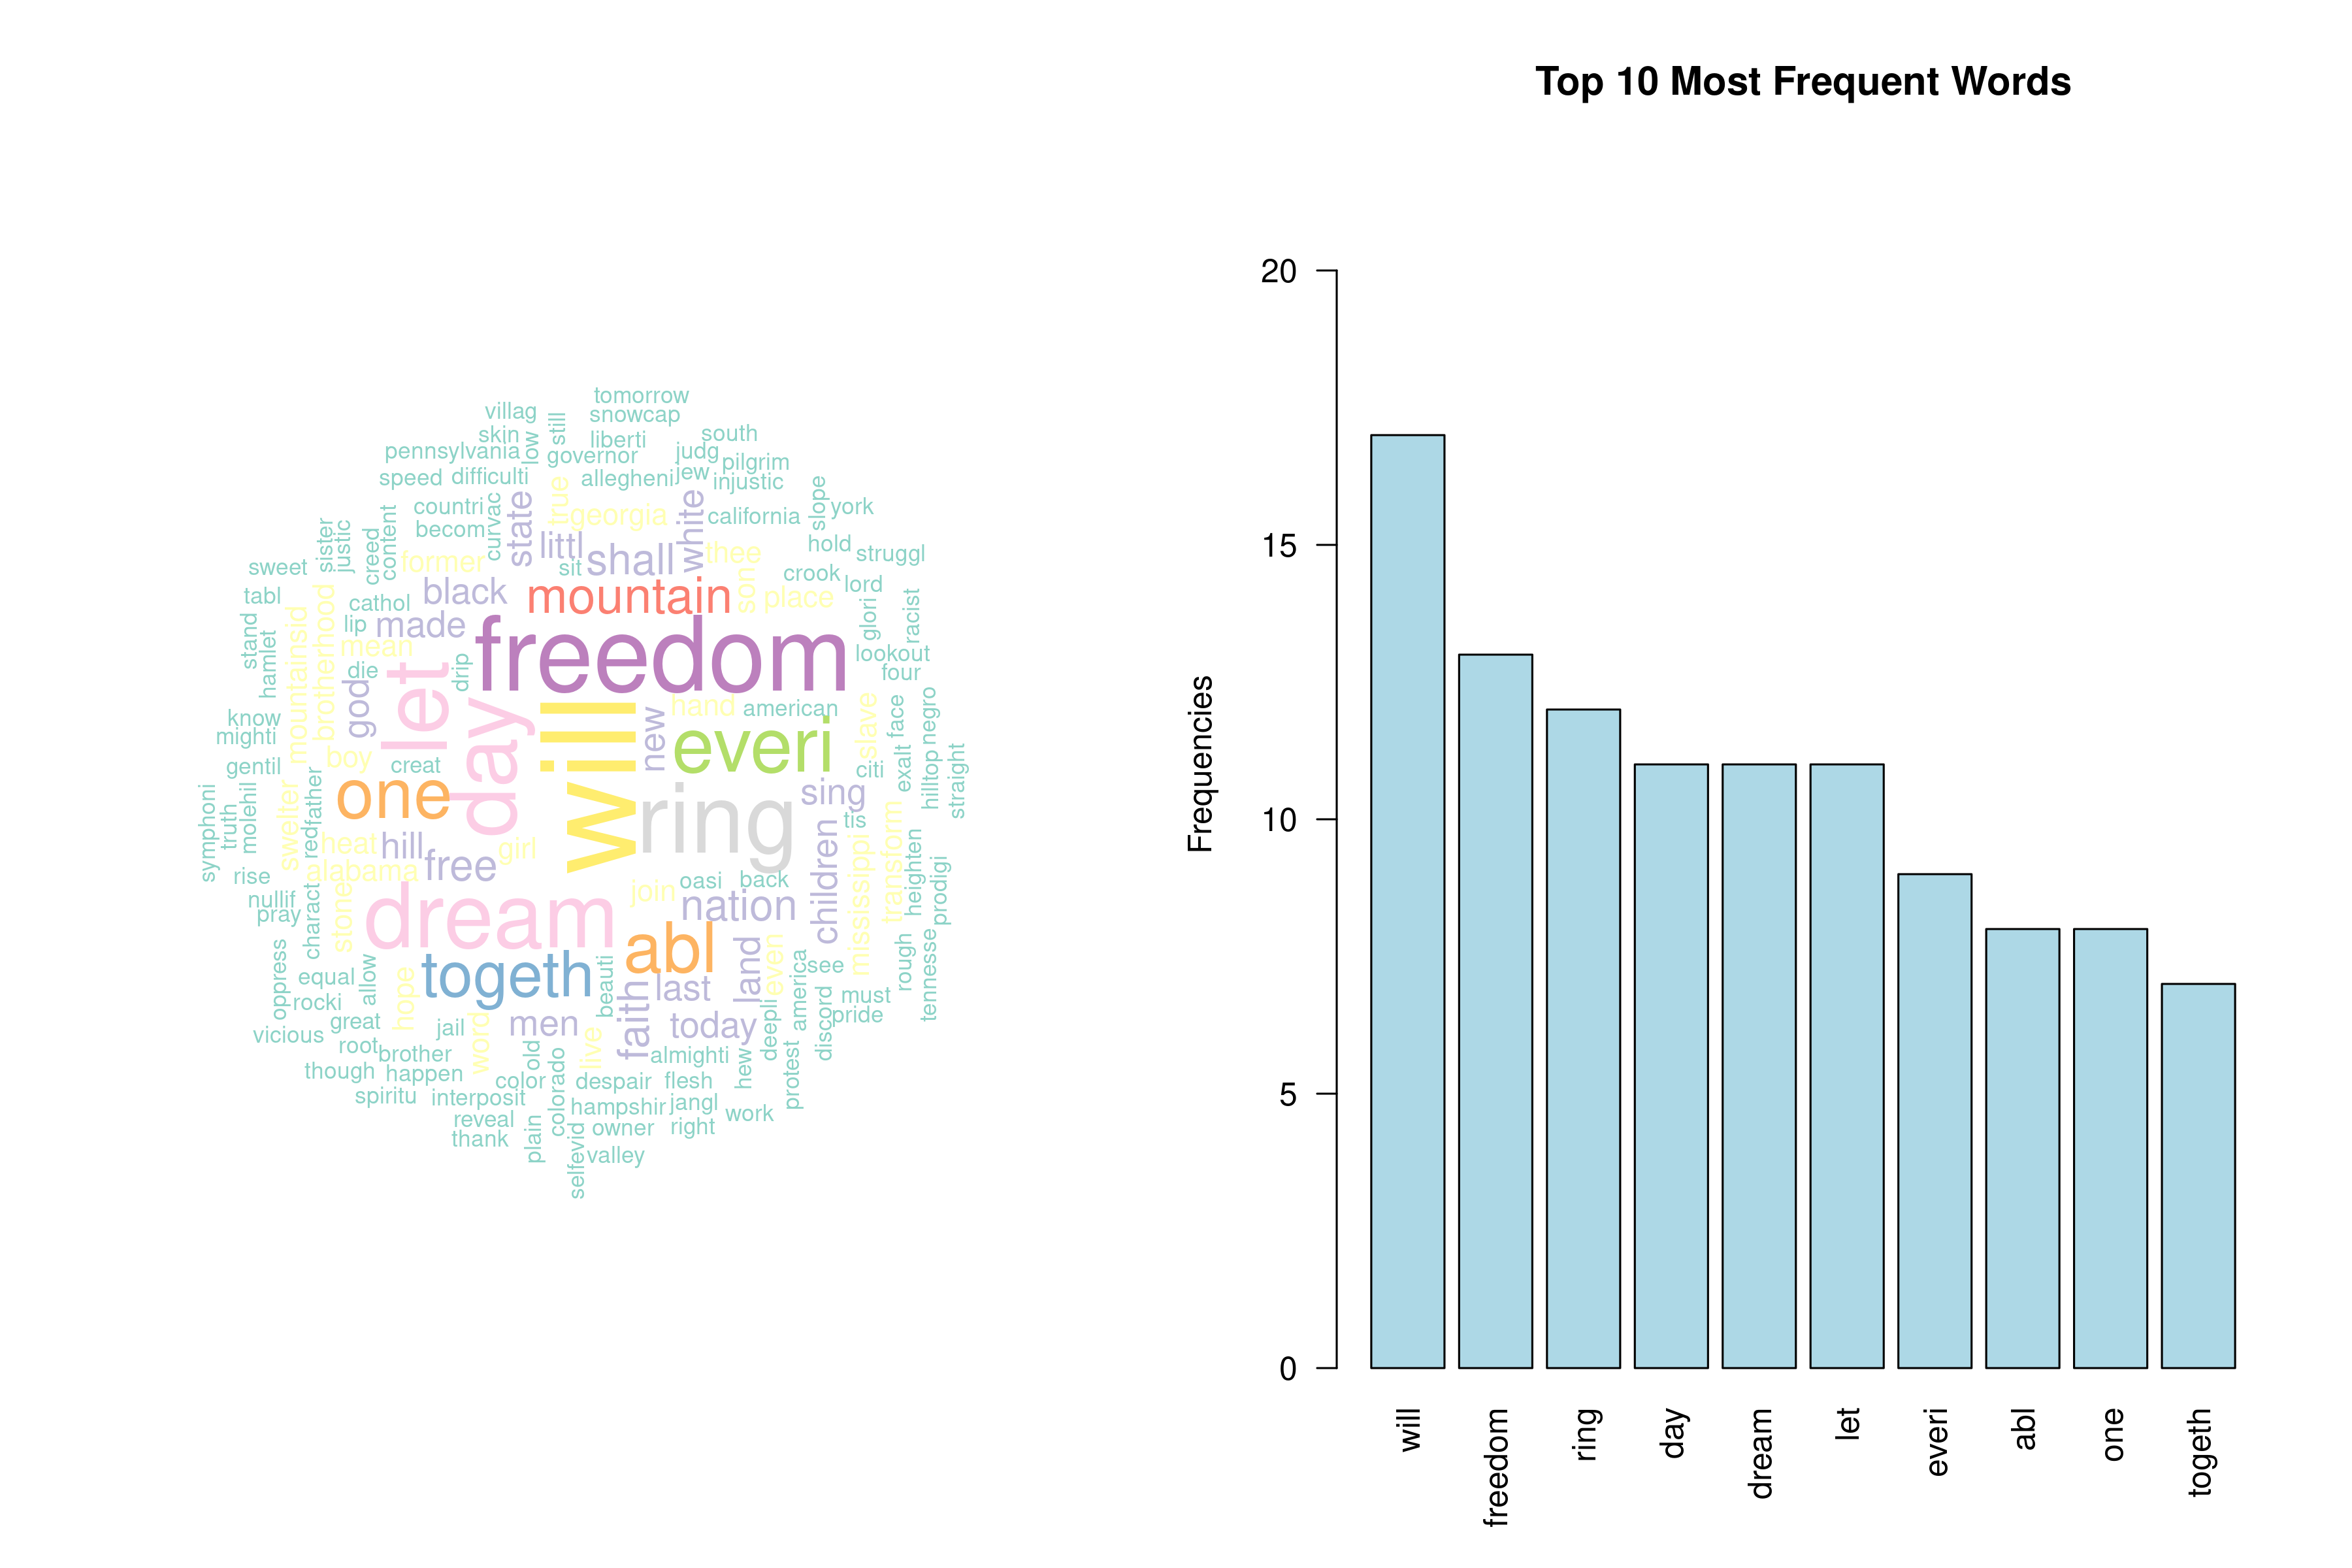 tomorrow
villag still snowcap
skin low liberti south
pennsylvania governor judg pilgrim
speed difficulti allegheni jew injustic
countri curvac state true georgia white california slope york
sister justic creed content becom littl shall thee hold struggl
sweet former sit son crook lord
tabl brotherhood cathol black mountain place glori racist
stand hamlet mountainsid lip made freedom lookout
mean die drip let four
know god day will new hand american slave face negro
mighti boy everi exalt hilltop straight
gentil creat citi
symphoni truth molehil swelter father one ring sing tis
red heat hill free girl children mississippi transform heighten prodigi
rise alabama join oasi back
nullif stone dream nation
pray charact abl land even rough tennesse
oppress equal allow hope togeth beauti faith last america see
rocki must
vicious great jail word men live today deepli discord pride
root brother old almighti hew protest
though happen color colorado despair flesh
spiritu interposit hampshir jangl work
reveal plain owner right
thank selfevid valley
Top 10 Most Frequent Words
Frequencies
20
15
10
5
0
will
freedom
ring
day
dream
let
everi
abl
one
togeth